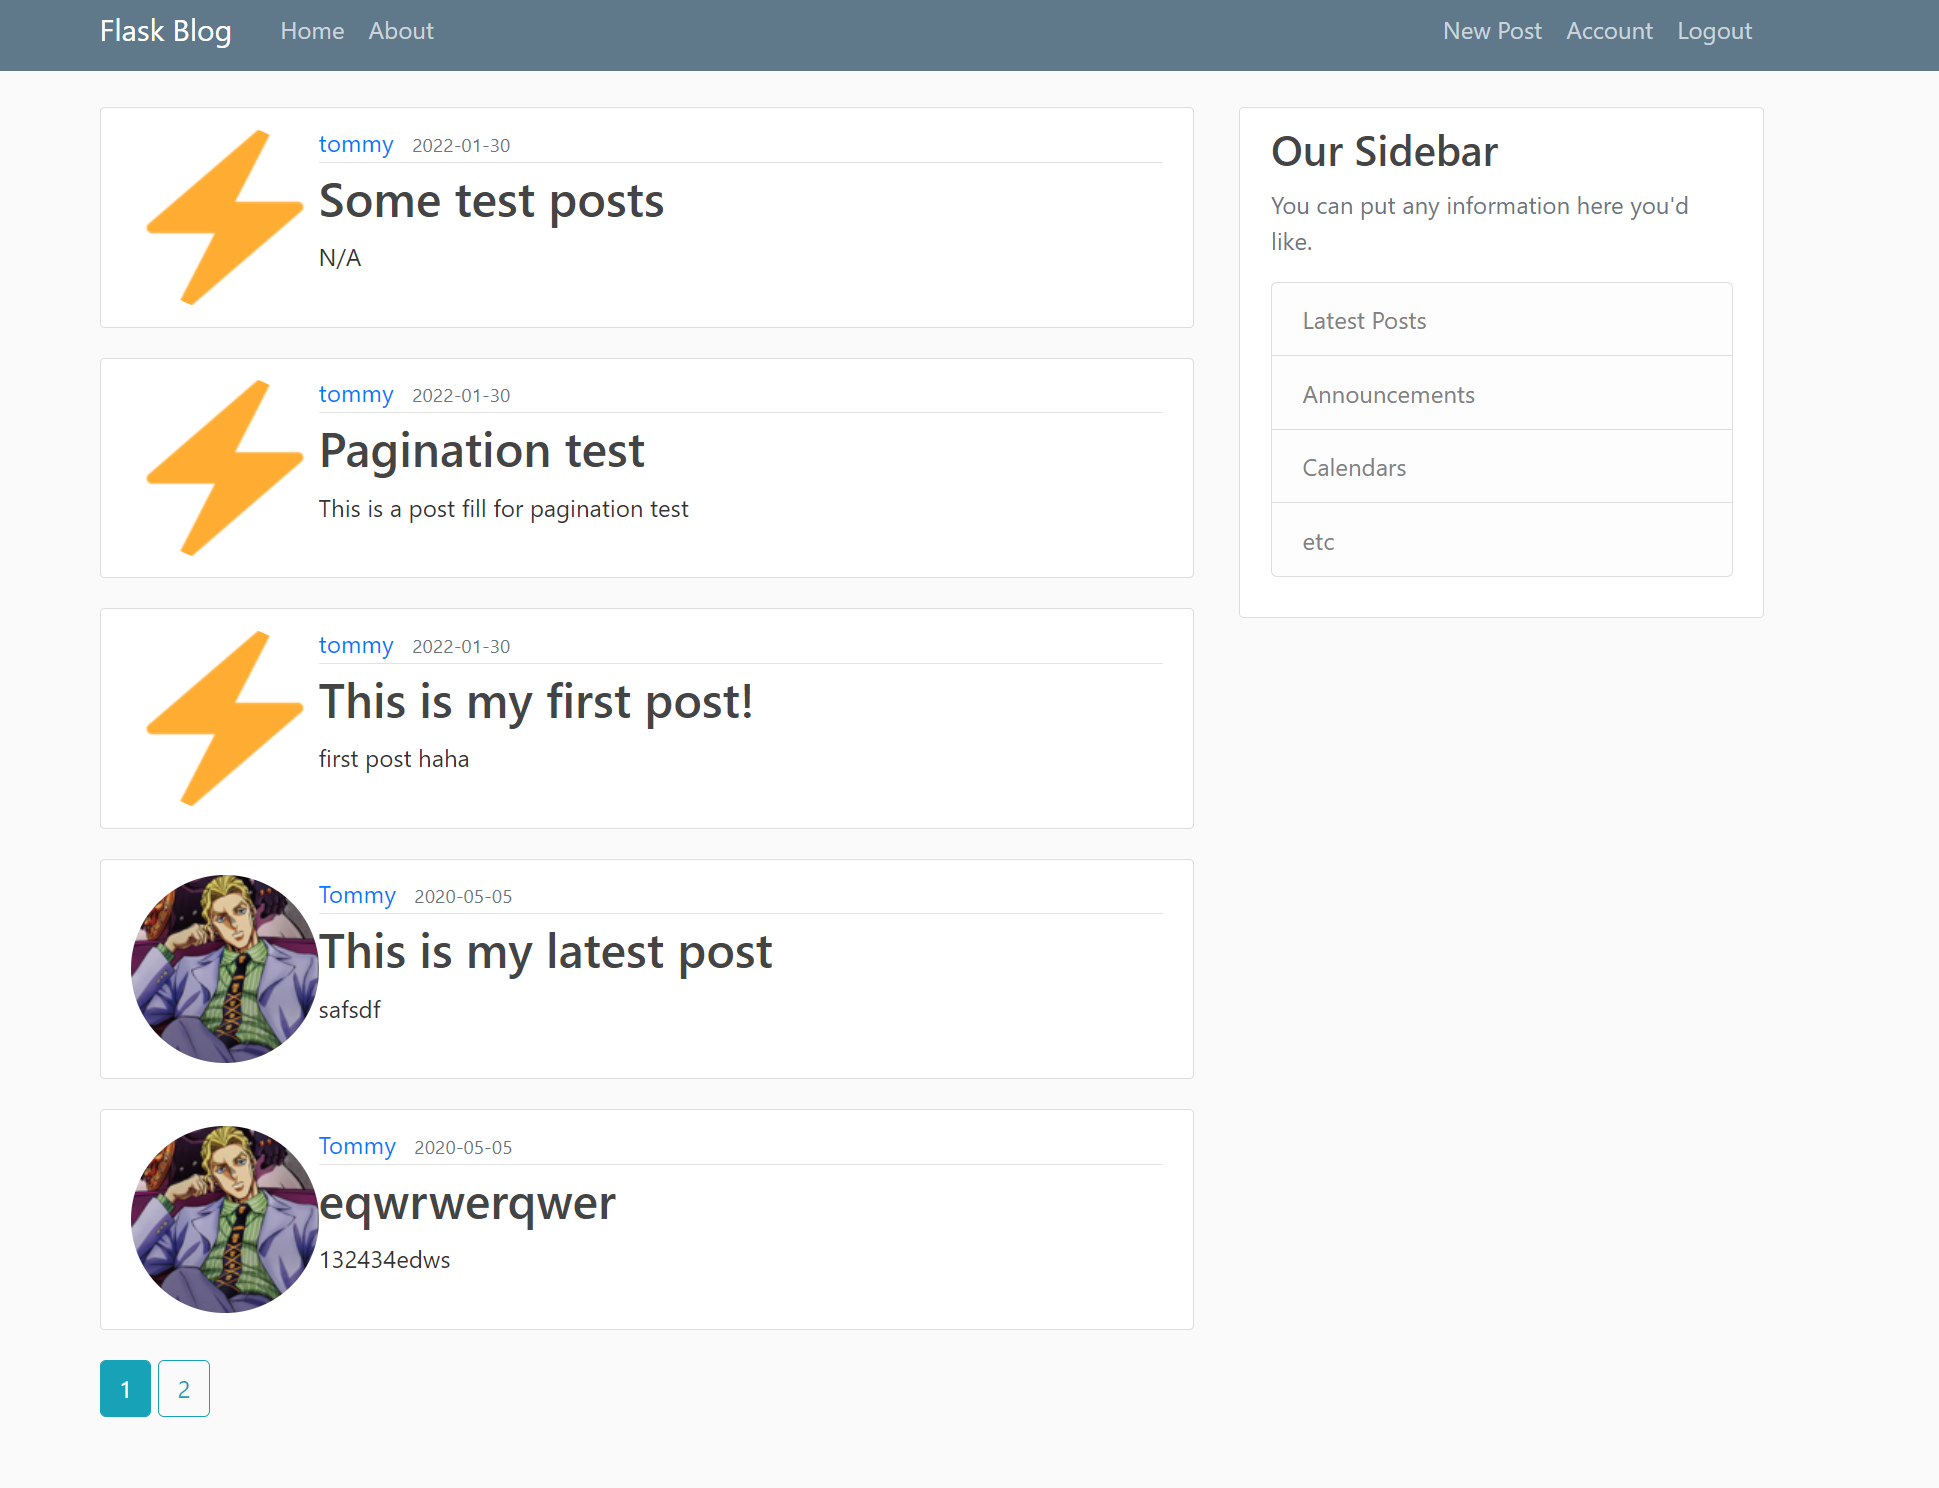 Flask Blog Home About New Post Account Logout
tommy 2022-01-30
Some test posts
N/A
tommy 2022-01-30
Pagination test
This is a post fill for pagination test
tommy 2022-01-30
This is my first post!
first post haha
Tommy 2020-05-05
This is my latest post
safsdf
Tommy 2020-05-05
eqwrwerqwer
132434edws
1 2
Our Sidebar
You can put any information here you'd
like.
Latest Posts
Announcements
Calendars
etc